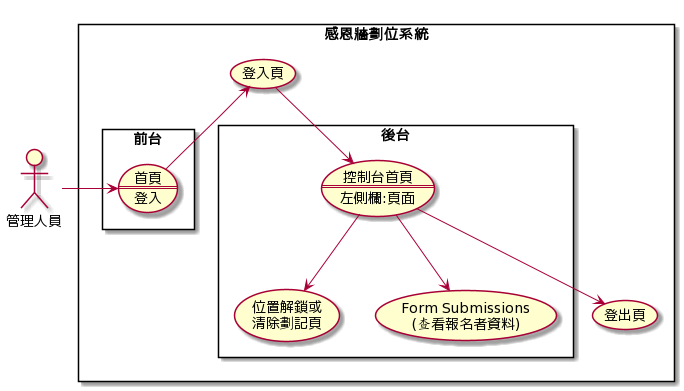 感恩牆劃位系統
登入頁
前台
後台
首頁
登入
控制台首頁
左側欄:頁面
管理人員
位置解鎖或
清除劃記頁
Form Submissions
(查看報名者資料)
登出頁